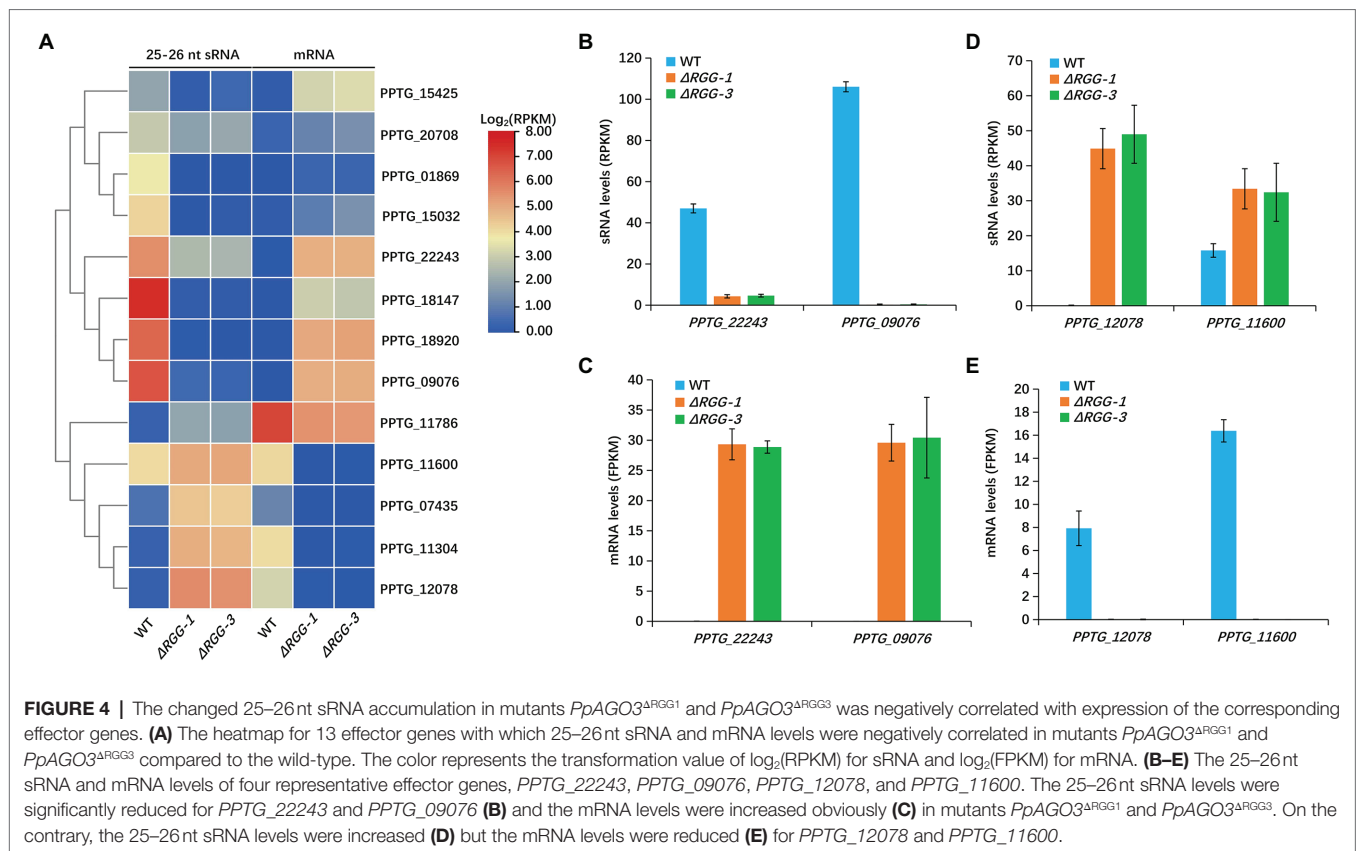 A
25-26 nt sRNA
mRNA
PPTG_15425
PPTG_20708
PPTG_01869
PPTG_15032
PPTG_22243
PPTG_18147
PPTG_18920
PPTG_09076
PPTG_11786
PPTG_11600
PPTG_07435
PPTG_11304
PPTG_12078
WT
ΔRGG-1
ΔRGG-3
WT
ΔRGG-1
ΔRGG-3
Log2(RPKM)
8.00
7.00
6.00
5.00
4.00
3.00
2.00
1.00
0.00
B
WT
ΔRGG-1
ΔRGG-3
sRNA levels (RPKM)
120
100
80
60
40
20
0
PPTG_22243
PPTG_09076
C
WT
ΔRGG-1
ΔRGG-3
mRNA levels (FPKM)
40
35
30
25
20
15
10
5
0
PPTG_22243
PPTG_09076
D
WT
ΔRGG-1
ΔRGG-3
sRNA levels (RPKM)
70
60
50
40
30
20
10
0
PPTG_12078
PPTG_11600
E
WT
ΔRGG-1
ΔRGG-3
mRNA levels (FPKM)
20
18
16
14
12
10
8
6
4
2
0
PPTG_12078
PPTG_11600
FIGURE 4 | The changed 25–26 nt sRNA accumulation in mutants PpAGO3ΔRGG1 and PpAGO3ΔRGG3 was negatively correlated with expression of the corresponding
effector genes. (A) The heatmap for 13 effector genes with which 25–26 nt sRNA and mRNA levels were negatively correlated in mutants PpAGO3ΔRGG1 and
PpAGO3ΔRGG3 compared to the wild-type. The color represents the transformation value of log2(RPKM) for sRNA and log2(FPKM) for mRNA. (B–E) The 25–26 nt
sRNA and mRNA levels of four representative effector genes, PPTG_22243, PPTG_09076, PPTG_12078, and PPTG_11600. The 25–26 nt sRNA levels were
significantly reduced for PPTG_22243 and PPTG_09076 (B) and the mRNA levels were increased obviously (C) in mutants PpAGO3ΔRGG1 and PpAGO3ΔRGG3. On the
contrary, the 25–26 nt sRNA levels were increased (D) but the mRNA levels were reduced (E) for PPTG_12078 and PPTG_11600.